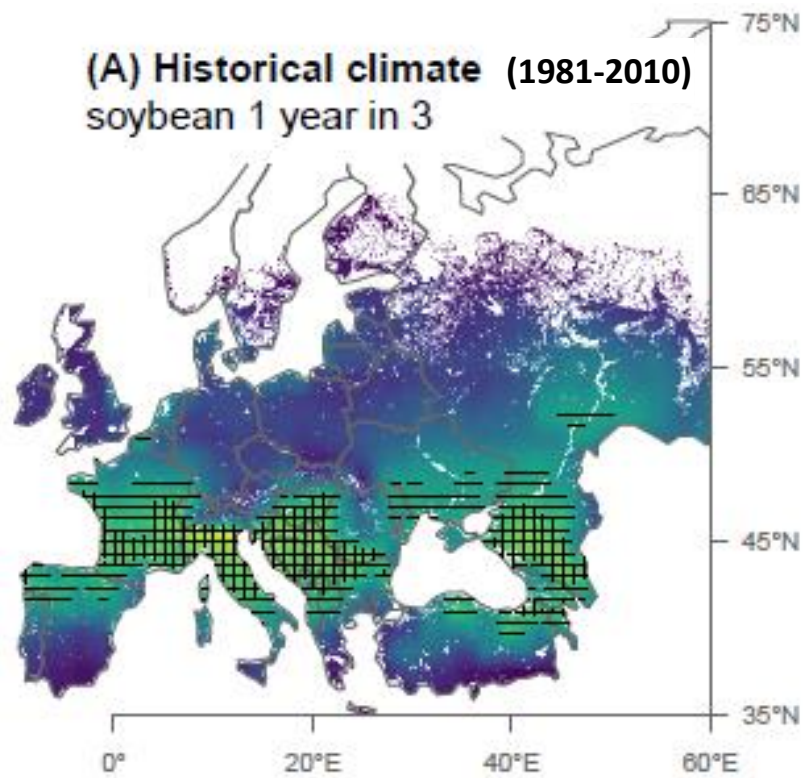 (A) Historical climate (1981-2010)
soybean 1 year in 3
75°N
65°N
55°N
45°N
35°N
0° 20°E 40°E 60°E